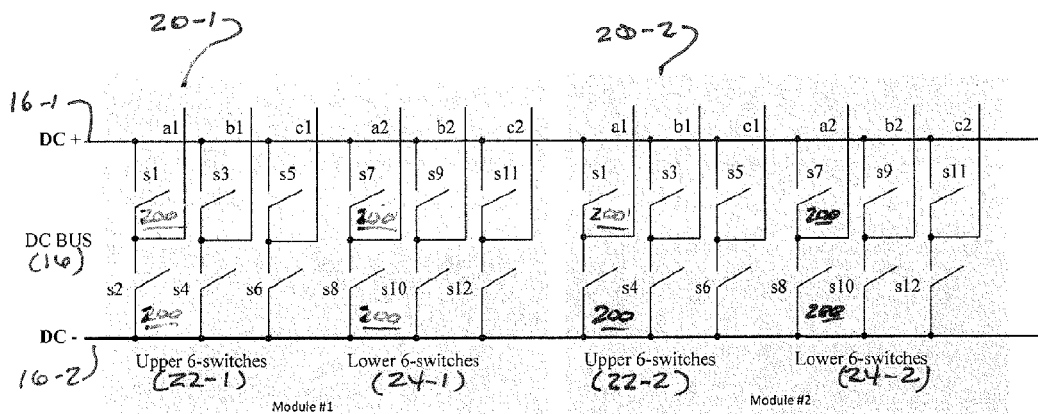 20-1 20-2
16-1
DC + a1 b1 c1 a2 b2 c2 a1 b1 c1 a2 b2 c2
s1 s3 s5 s7 s9 s11 s1 s3 s5 s7 s9 s11
200 200 200 200
DC BUS
(16)
s2 s4 s6 s8 s10 s12 s4 s6 s8 s10 s12
200 200 200 200
DC -
16-2
Upper 6-switches Lower 6-switches Upper 6-switches Lower 6-switches
(22-1) (24-1) (22-2) (24-2)
Module #1 Module #2